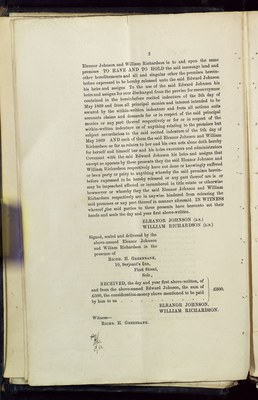 2
Eleanor Johnson and William Richardson in to and upon the same
premises TO HAVE AND TO HOLD the said messuage land and
other hereditaments and all and singular other the premises herein-
before expressed to be hereby released unto the said Edward Johnson
his heirs and assigns To the use of the said Edward Johnson his
heirs and assigns for ever discharged from the proviso for reconveyance
contained in the hereinbefore recited indenture of the 5th day of
May 1869 and from all principal monies and interest intended to be
secured by the within-written indenture and from all actions suits
accounts claims and demands for or in respect of the said principal
monies or any part thereof respectively or for or in respect of the
within-written indenture or of anything relating to the premises but
subject nevertheless to the said recited indenture of the 5th day of
May 1869 AND each of them the said Eleanor Johnson and William
Richardson so far as relates to her and his own acts alone doth hereby
for herself and himself her and his heirs executors and administrators
Covenant with the said Edward Johnson his heirs and assigns that
except as appears by these presents they the said Eleanor Johnson and
William Richardson respectively have not done or knowingly suffered
or been party or privy to anything whereby the said premises herein-
before expressed to be hereby released or any part thereof are is or
may be impeached affected or incumbered in title estate or otherwise
howsoever or whereby they the said Eleanor Johnson and William
Richardson respectively are in anywise hindered from releasing the
said premises or any part thereof in manner aforesaid. IN WITNESS
whereof the said parties to these presents have hereunto set their
hands and seals the day and year first above-written.
ELEANOR JOHNSON (L.S.)
WILLIAM RICHARDSON (L.S.)
Signed, sealed and delivered by the
above-named Eleanor Johnson
and William Richardson in the
presence of
Richd. H. Greenbank,
10, Serjeant's Inn,
Fleet Street,
Solr.,
RECEIVED, the day and year first above-written, of
and from the above-named Edward Johnson, the sum of
£600, the consideration-money above mentioned to be paid
by him to us
£600.
ELEANOR JOHNSON.
WILLIAM RICHARDSON.
Witness—
Richd. H. Greenbank.